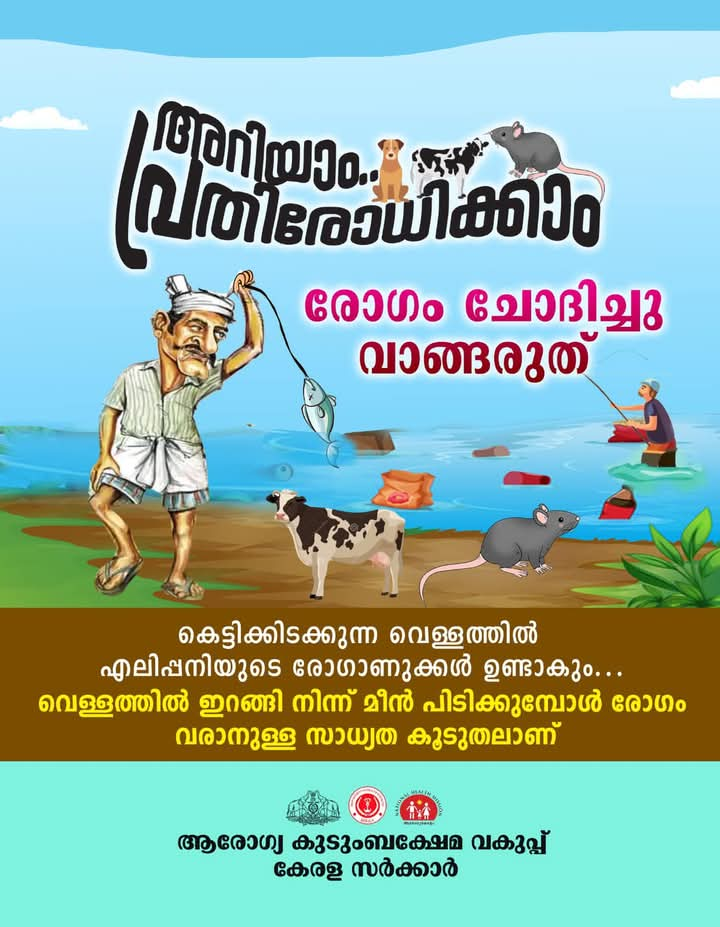 അറിയാം..
പ്രതിരോധിക്കാം
രോഗം ചോദിച്ചു
വാങ്ങരുത്
കെട്ടിക്കിടക്കുന്ന വെള്ളത്തിൽ
എലിപ്പനിയുടെ രോഗാണുക്കൾ ഉണ്ടാകും...
വെള്ളത്തിൽ ഇറങ്ങി നിന്ന് മീൻ പിടിക്കുമ്പോൾ രോഗം
വരാനുള്ള സാധ്യത കൂടുതലാണ്
NATIONAL HEALTH MISSION
ആരോഗ്യ കുടുംബക്ഷേമ വകുപ്പ്
കേരള സർക്കാർ